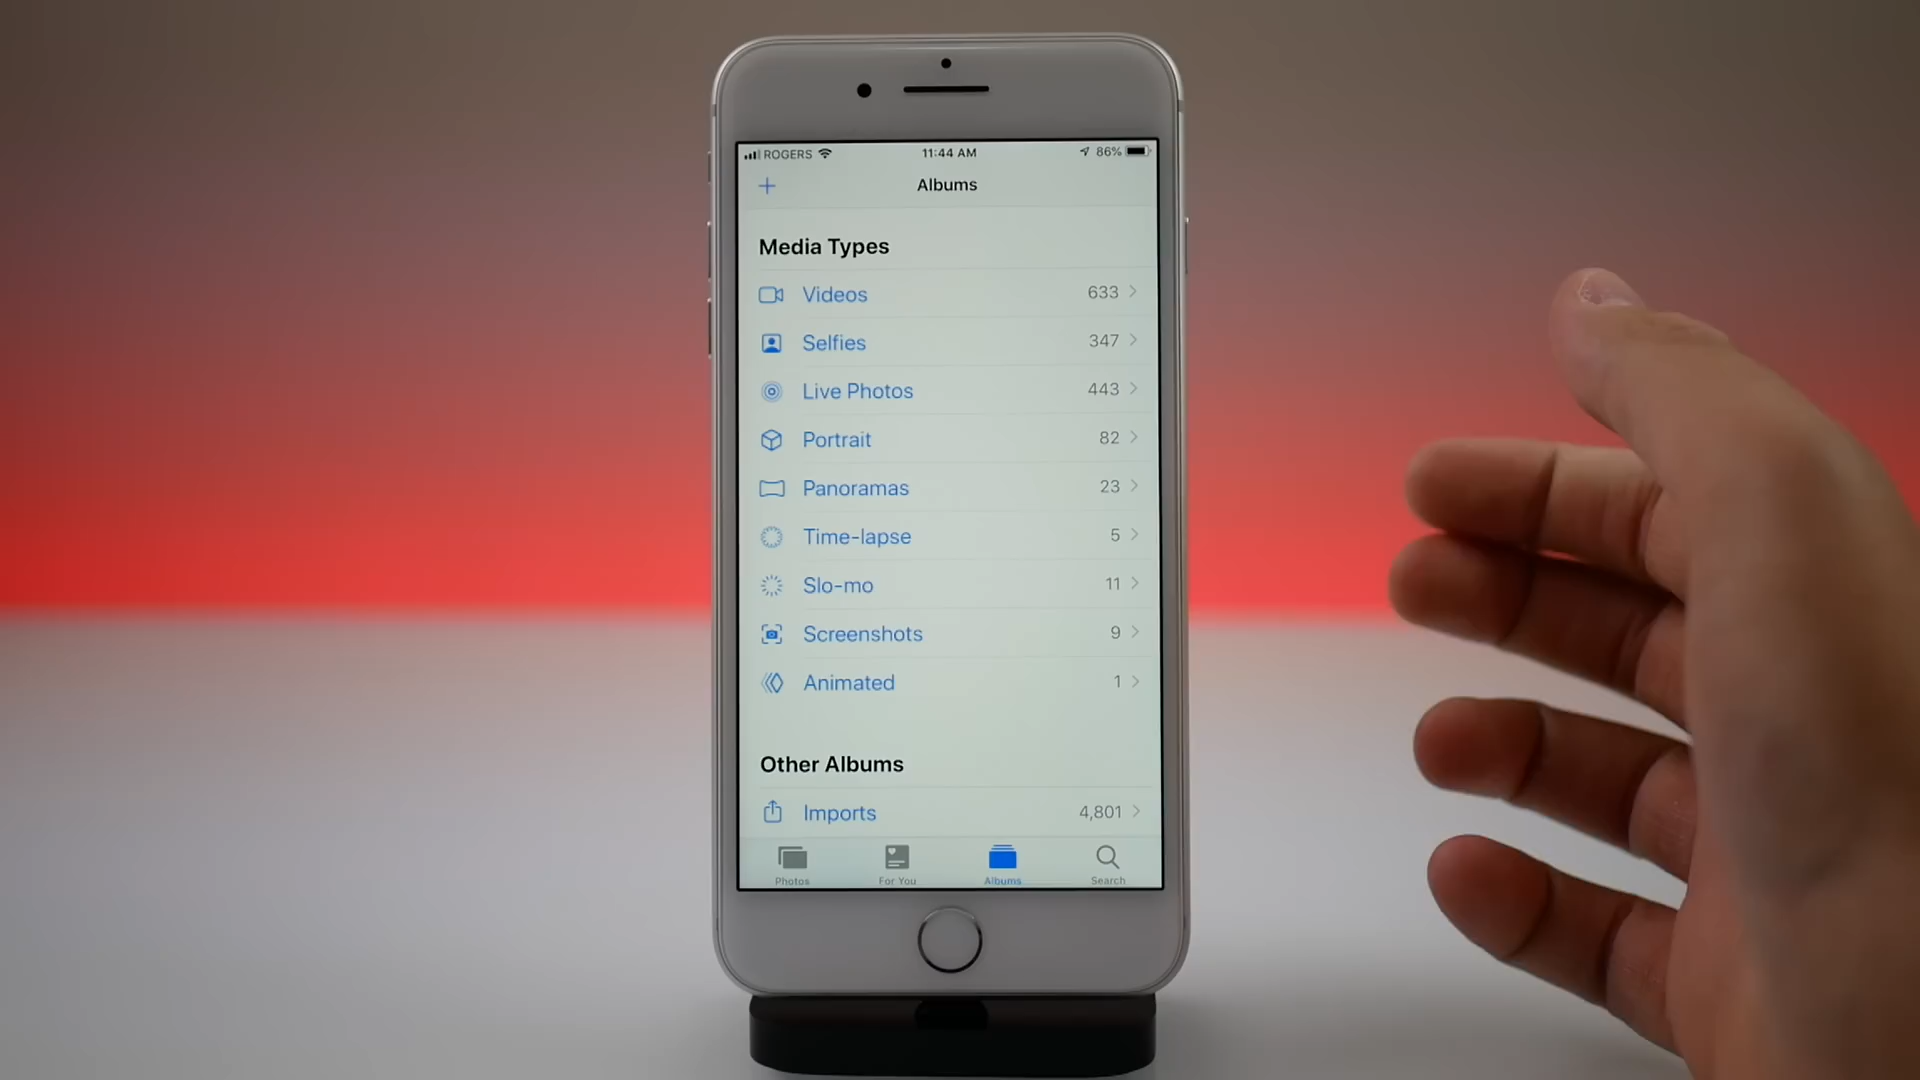 ROGERS 11:44 AM 86%
+ Albums
Media Types
Videos 633
Selfies 347
Live Photos 443
Portrait 82
Panoramas 23
Time-lapse 5
Slo-mo 11
Screenshots 9
Animated 1
Other Albums
Imports 4,801
Photos For You Albums Search